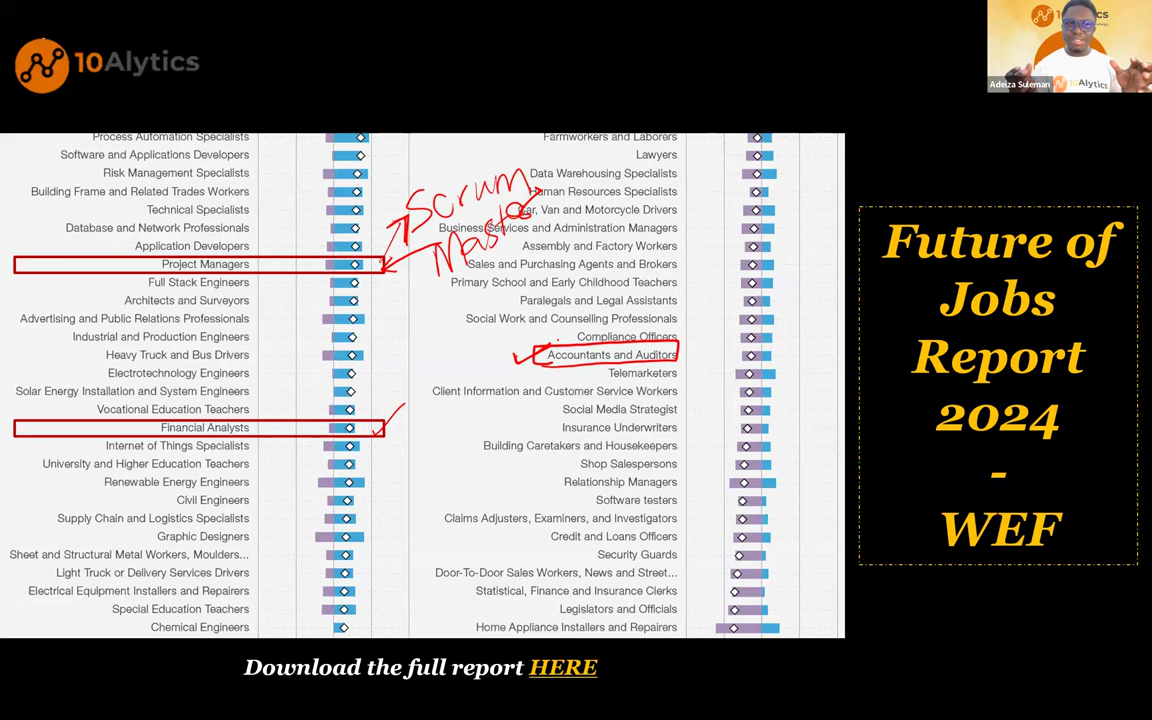 10Alytics
10Alytics
Adeiza Suleman
10Alytics
Process Automation Specialists
Software and Applications Developers
Risk Management Specialists
Building Frame and Related Trades Workers
Technical Specialists
Database and Network Professionals
Application Developers
Project Managers
Full Stack Engineers
Architects and Surveyors
Advertising and Public Relations Professionals
Industrial and Production Engineers
Heavy Truck and Bus Drivers
Electrotechnology Engineers
Solar Energy Installation and System Engineers
Vocational Education Teachers
Financial Analysts
Internet of Things Specialists
University and Higher Education Teachers
Renewable Energy Engineers
Civil Engineers
Supply Chain and Logistics Specialists
Graphic Designers
Sheet and Structural Metal Workers, Moulders...
Light Truck or Delivery Services Drivers
Electrical Equipment Installers and Repairers
Special Education Teachers
Chemical Engineers
Scrum
Master
Farmworkers and Laborers
Lawyers
Data Warehousing Specialists
Human Resources Specialists
Car, Van and Motorcycle Drivers
Business Services and Administration Managers
Assembly and Factory Workers
Sales and Purchasing Agents and Brokers
Primary School and Early Childhood Teachers
Paralegals and Legal Assistants
Social Work and Counselling Professionals
Compliance Officers
Accountants and Auditors
Telemarketers
Client Information and Customer Service Workers
Social Media Strategist
Insurance Underwriters
Building Caretakers and Housekeepers
Shop Salespersons
Relationship Managers
Software testers
Claims Adjusters, Examiners, and Investigators
Credit and Loans Officers
Security Guards
Door-To-Door Sales Workers, News and Street...
Statistical, Finance and Insurance Clerks
Legislators and Officials
Home Appliance Installers and Repairers
Future of
Jobs
Report
2024
-
WEF
Download the full report HERE